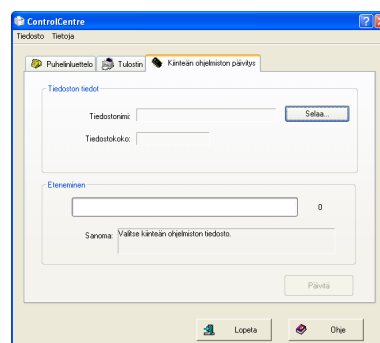 ControlCentre
Tiedosto Tietoja
Puhelinluettelo Tulostin Kiinteän ohjelmiston päivitys
Tiedoston tiedot
Tiedostonimi: Selaa...
Tiedostokoko:
Eteneminen
0
Sanoma: Valitse kiinteän ohjelmiston tiedosto.
Päivitä
Lopeta Ohje